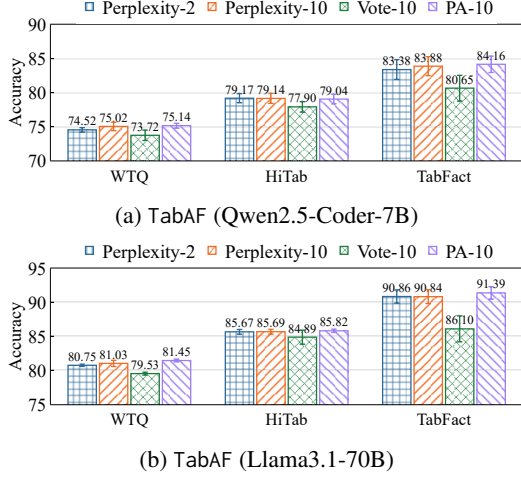 Perplexity-2 Perplexity-10 Vote-10 PA-10
90
85
80
75
70
Accuracy
74.52 75.02 73.72 75.14
79.17 79.14 77.90 79.04
83.38 83.88 80.65 84.16
WTQ HiTab TabFact
(a) TabAF (Qwen2.5-Coder-7B)
Perplexity-2 Perplexity-10 Vote-10 PA-10
95
90
85
80
75
Accuracy
80.75 81.03 79.53 81.45
85.67 85.69 84.89 85.82
90.86 90.84 86.10 91.39
WTQ HiTab TabFact
(b) TabAF (Llama3.1-70B)